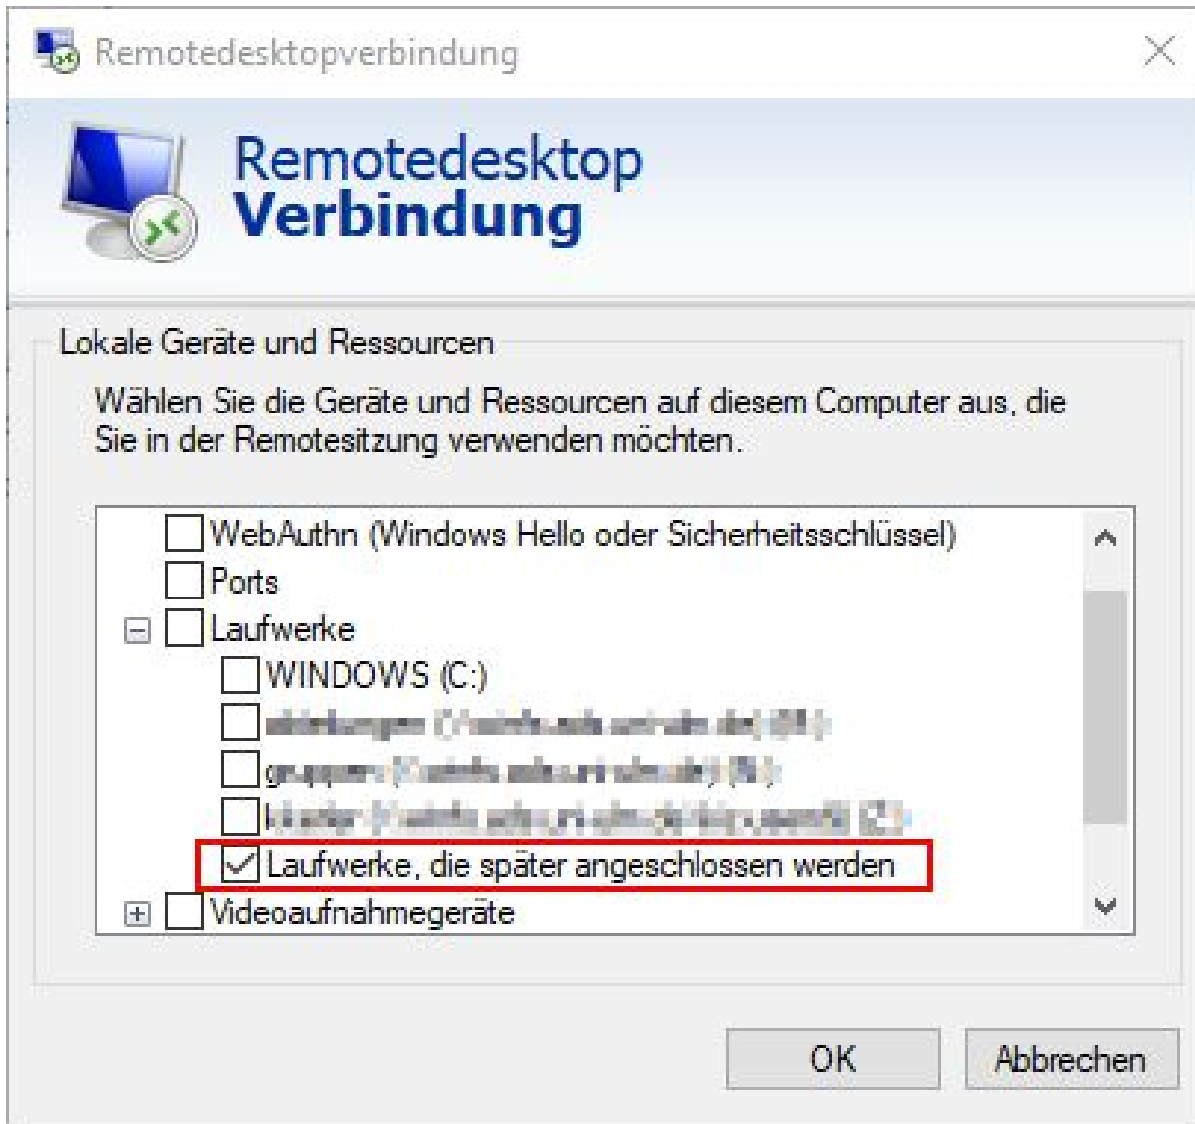 Remotedesktopverbindung
Remotedesktop
Verbindung
Lokale Geräte und Ressourcen
Wählen Sie die Geräte und Ressourcen auf diesem Computer aus, die
Sie in der Remotesitzung verwenden möchten.
WebAuthn (Windows Hello oder Sicherheitsschlüssel)
Ports
Laufwerke
WINDOWS (C:)
Laufwerke, die später angeschlossen werden
Videoaufnahmegeräte
OK Abbrechen